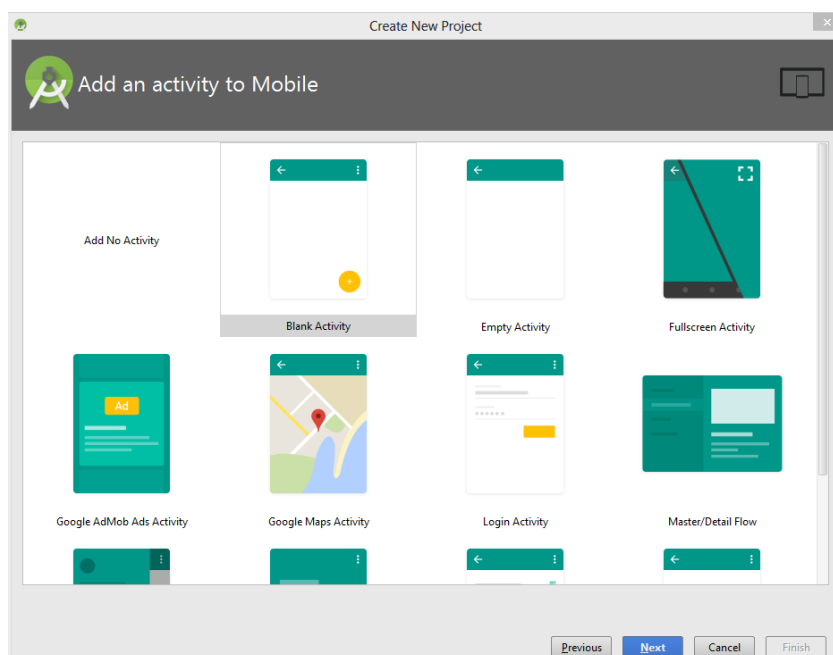 Create New Project
Add an activity to Mobile
Add No Activity
Blank Activity
Empty Activity
Fullscreen Activity
Ad
Google AdMob Ads Activity
Google Maps Activity
Login Activity
Master/Detail Flow
Previous
Next
Cancel
Finish